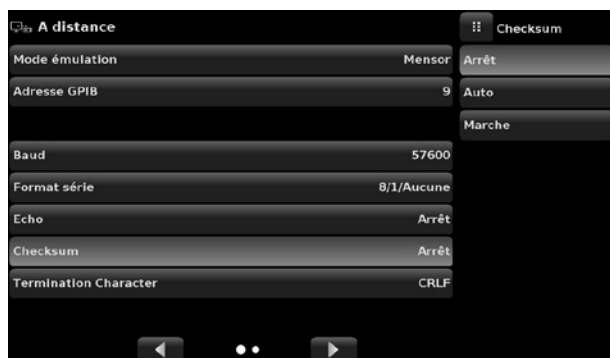 A distance
Mode émulation Mensor
Adresse GPIB 9
Baud 57600
Format série 8/1/Aucune
Echo Arrêt
Checksum Arrêt
Termination Character CRLF
Checksum
Arrêt
Auto
Marche